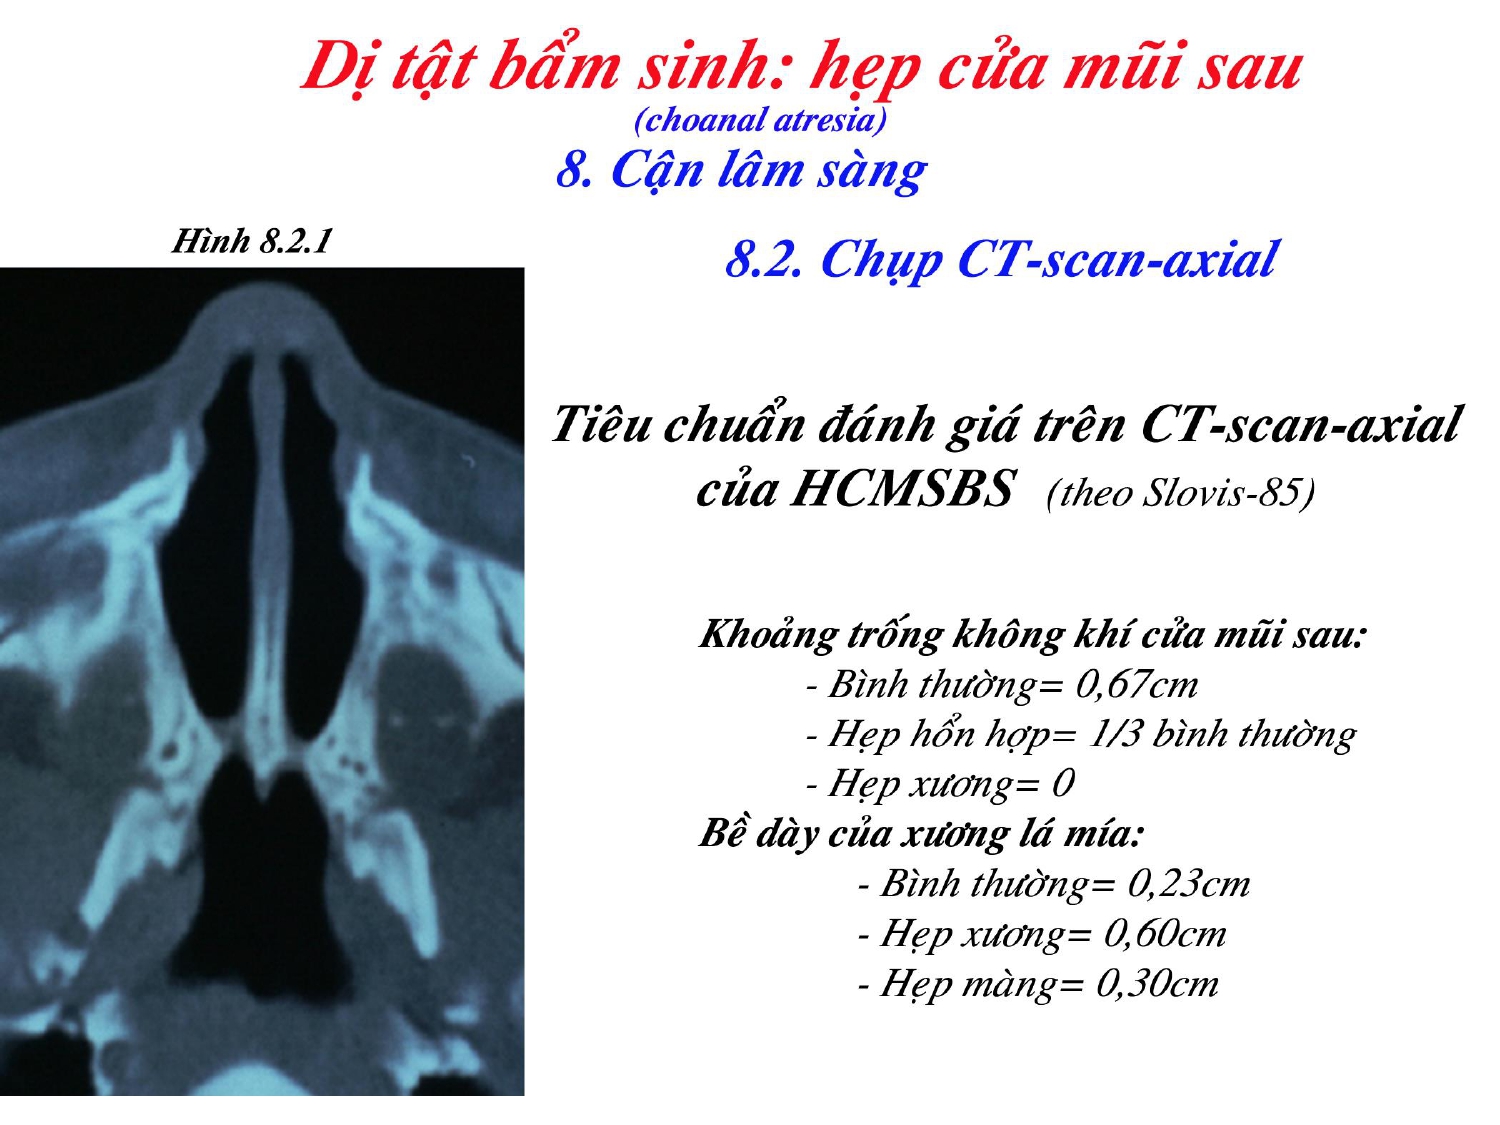 Dị tật bẩm sinh: hẹp cửa mũi sau
(choanal atresia)
8. Cận lâm sàng
Hình 8.2.1
8.2. Chụp CT-scan-axial
Tiêu chuẩn đánh giá trên CT-scan-axial
của HCMSBS (theo Slovis-85)
Khoảng trống không khí cửa mũi sau:
- Bình thường= 0,67cm
- Hẹp hổn hợp= 1/3 bình thường
- Hẹp xương= 0
Bề dày của xương lá mía:
- Bình thường= 0,23cm
- Hẹp xương= 0,60cm
- Hẹp màng= 0,30cm